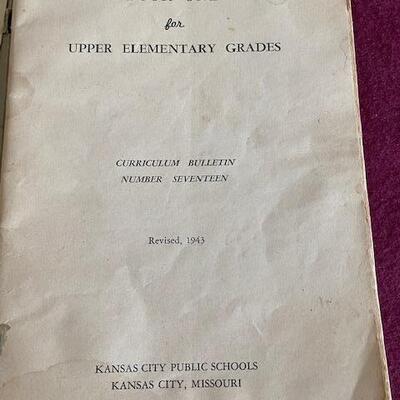 for
UPPER ELEMENTARY GRADES
CURRICULUM BULLETIN
NUMBER SEVENTEEN
Revised, 1943
KANSAS CITY PUBLIC SCHOOLS
KANSAS CITY, MISSOURI